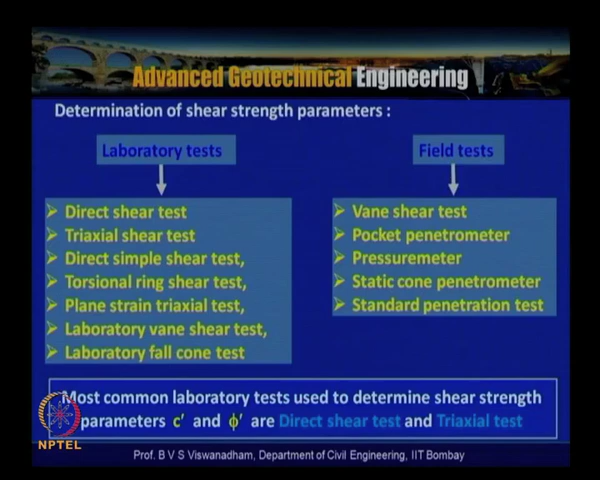 Advanced Geotechnical Engineering
Determination of shear strength parameters :
Laboratory tests
Direct shear test
Triaxial shear test
Direct simple shear test,
Torsional ring shear test,
Plane strain triaxial test,
Laboratory vane shear test,
Laboratory fall cone test
Field tests
Vane shear test
Pocket penetrometer
Pressuremeter
Static cone penetrometer
Standard penetration test
Most common laboratory tests used to determine shear strength
parameters c′ and ϕ′ are Direct shear test and Triaxial test
NPTEL
Prof. B V S Viswanadham, Department of Civil Engineering, IIT Bombay